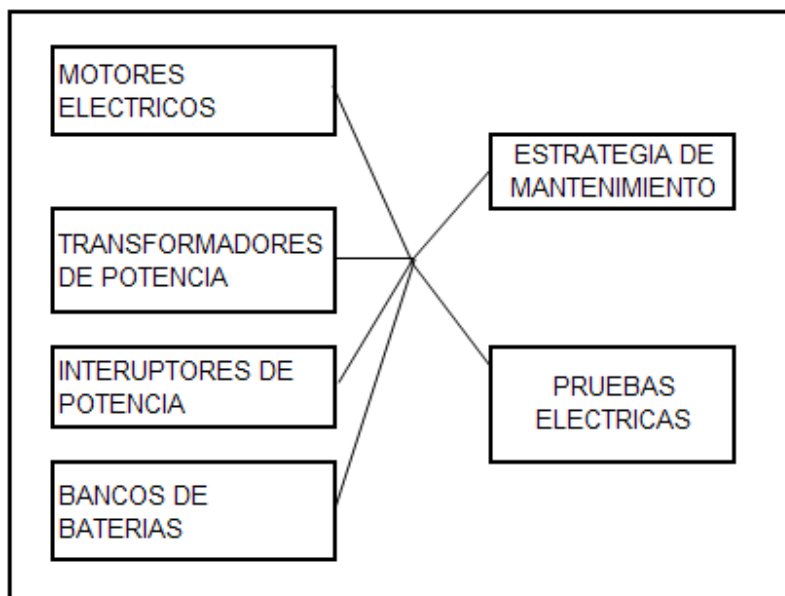 MOTORES
ELECTRICOS
TRANSFORMADORES
DE POTENCIA
INTERUPTORES DE
POTENCIA
BANCOS DE
BATERIAS
ESTRATEGIA DE
MANTENIMIENTO
PRUEBAS
ELECTRICAS